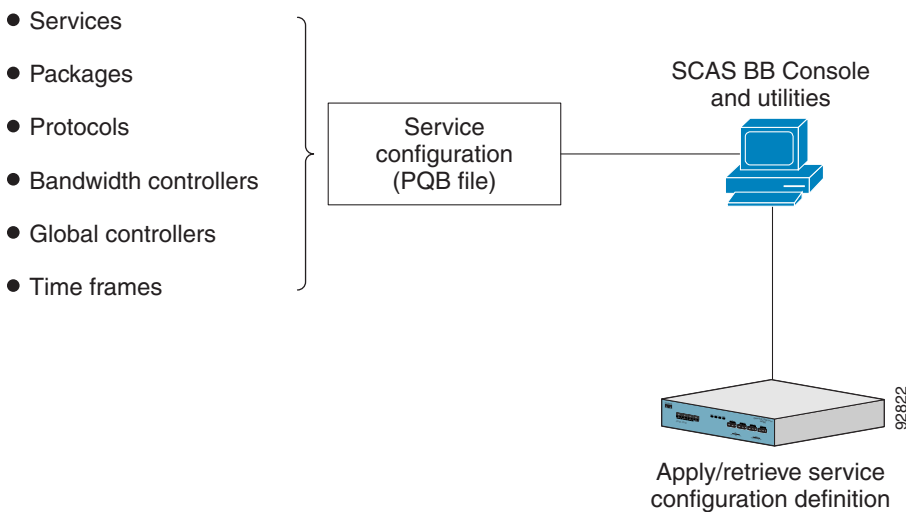 ● Services
● Packages
● Protocols
● Bandwidth controllers
● Global controllers
● Time frames
Service
configuration
(PQB file)
SCAS BB Console
and utilities
92822
Apply/retrieve service
configuration definition